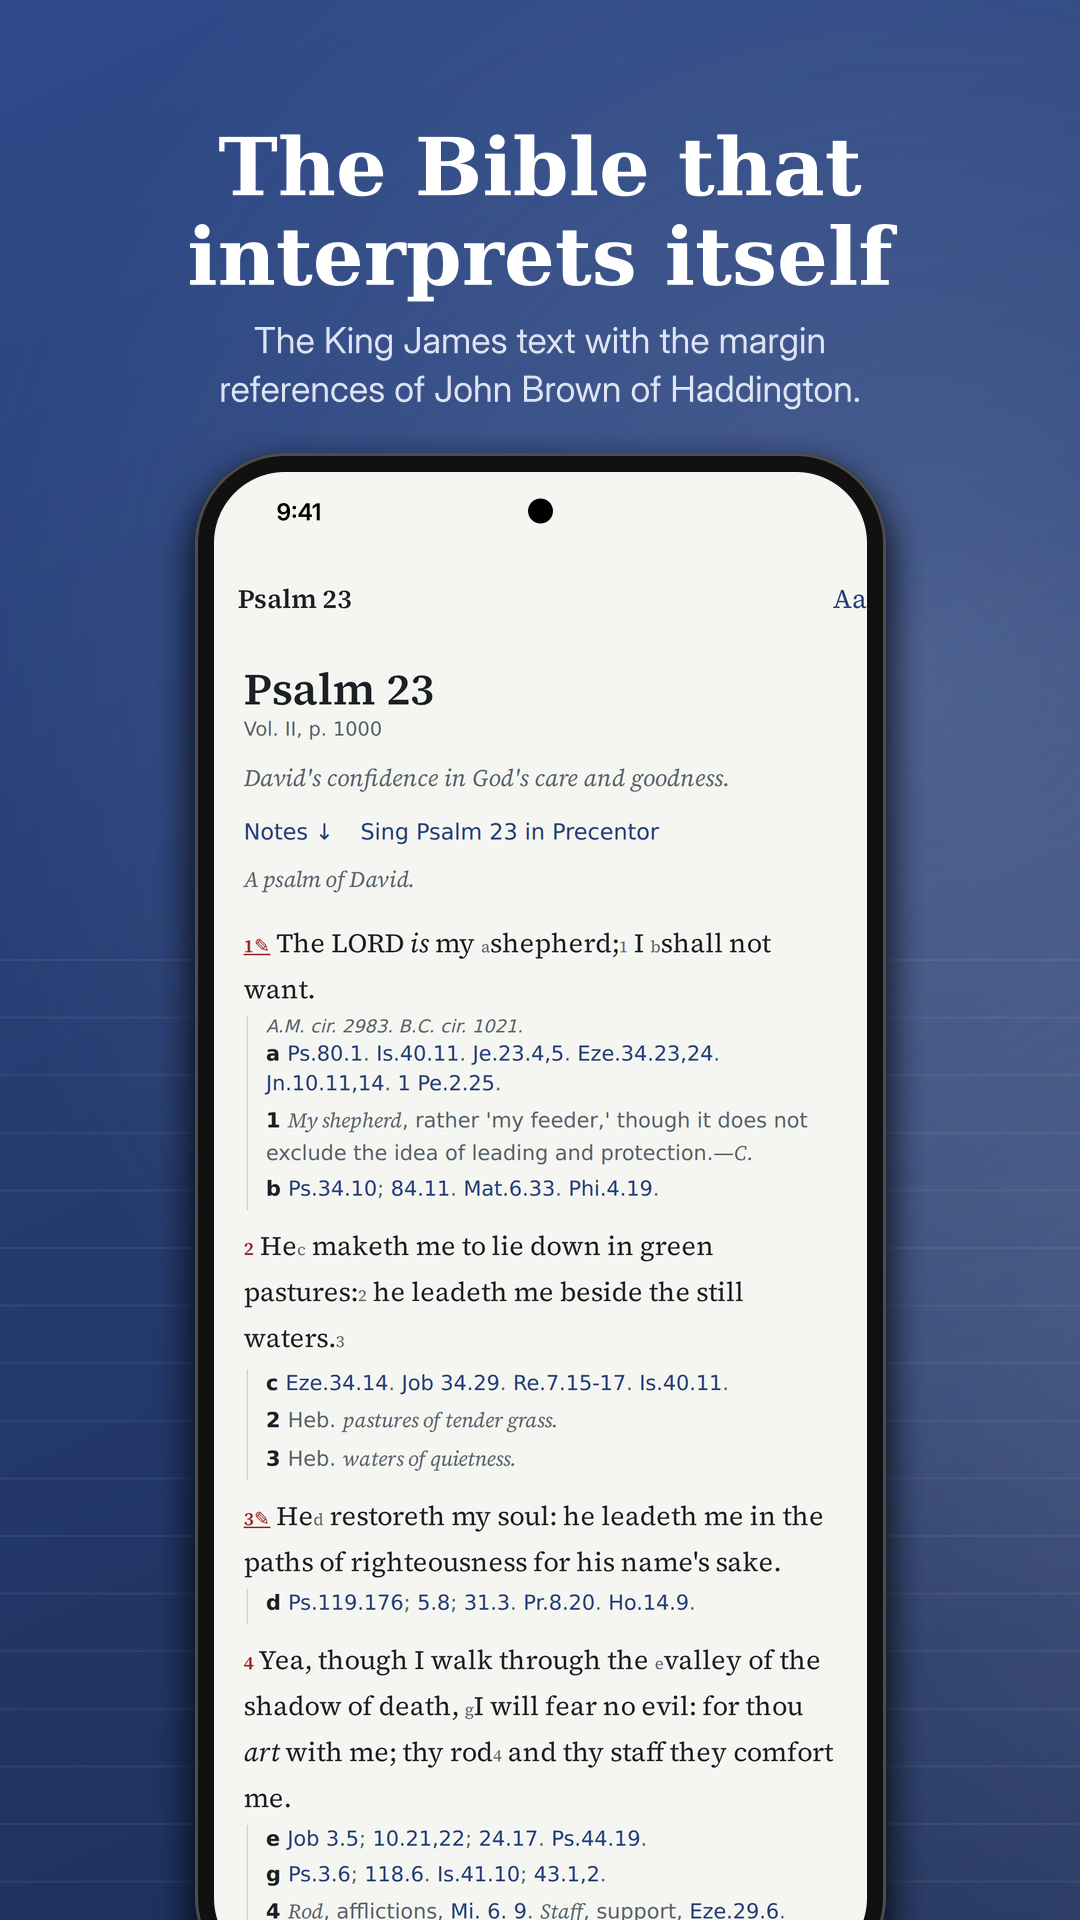 The Bible that
interprets itself
The King James text with the margin
references of John Brown of Haddington.
9:41
Psalm 23
Aa
Psalm 23
Vol. II, p. 1000
David's confidence in God's care and goodness.
Notes ↓ Sing Psalm 23 in Precentor
A psalm of David.
1✎ The LORD is my ashepherd;1 I bshall not
want.
A.M. cir. 2983. B.C. cir. 1021.
a Ps.80.1. Is.40.11. Je.23.4,5. Eze.34.23,24.
Jn.10.11,14. 1 Pe.2.25.
1 My shepherd, rather 'my feeder,' though it does not
exclude the idea of leading and protection.—C.
b Ps.34.10; 84.11. Mat.6.33. Phi.4.19.
2 Hec maketh me to lie down in green
pastures:2 he leadeth me beside the still
waters.3
c Eze.34.14. Job 34.29. Re.7.15-17. Is.40.11.
2 Heb. pastures of tender grass.
3 Heb. waters of quietness.
3✎ Hed restoreth my soul: he leadeth me in the
paths of righteousness for his name's sake.
d Ps.119.176; 5.8; 31.3. Pr.8.20. Ho.14.9.
4 Yea, though I walk through the evalley of the
shadow of death, gI will fear no evil: for thou
art with me; thy rod4 and thy staff they comfort
me.
e Job 3.5; 10.21,22; 24.17. Ps.44.19.
g Ps.3.6; 118.6. Is.41.10; 43.1,2.
4 Rod, afflictions, Mi. 6. 9. Staff, support, Eze.29.6.